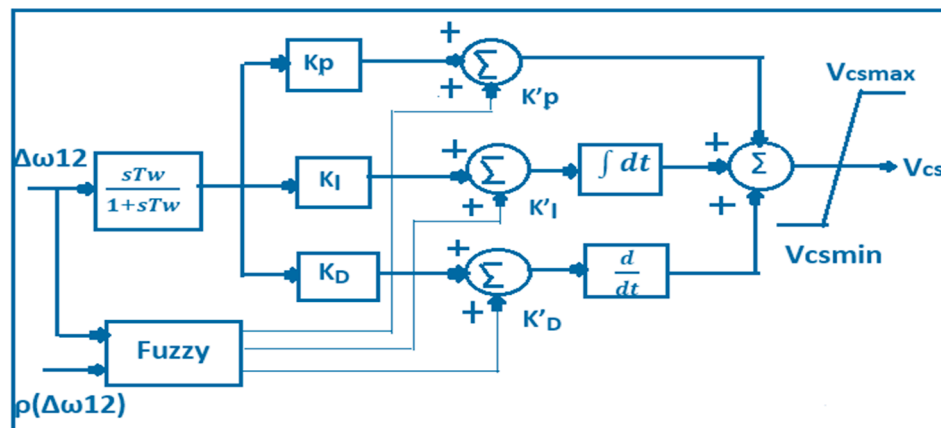 Kp
+
+
Σ
K'p
Vcsmax
Δω12
sTw
1+sTw
KI
+
+
Σ
K'I
∫ dt
+
+
Σ
Vcs
Vcsmin
KD
+
+
Σ
K'D
d
dt
Fuzzy
ρ(Δω12)